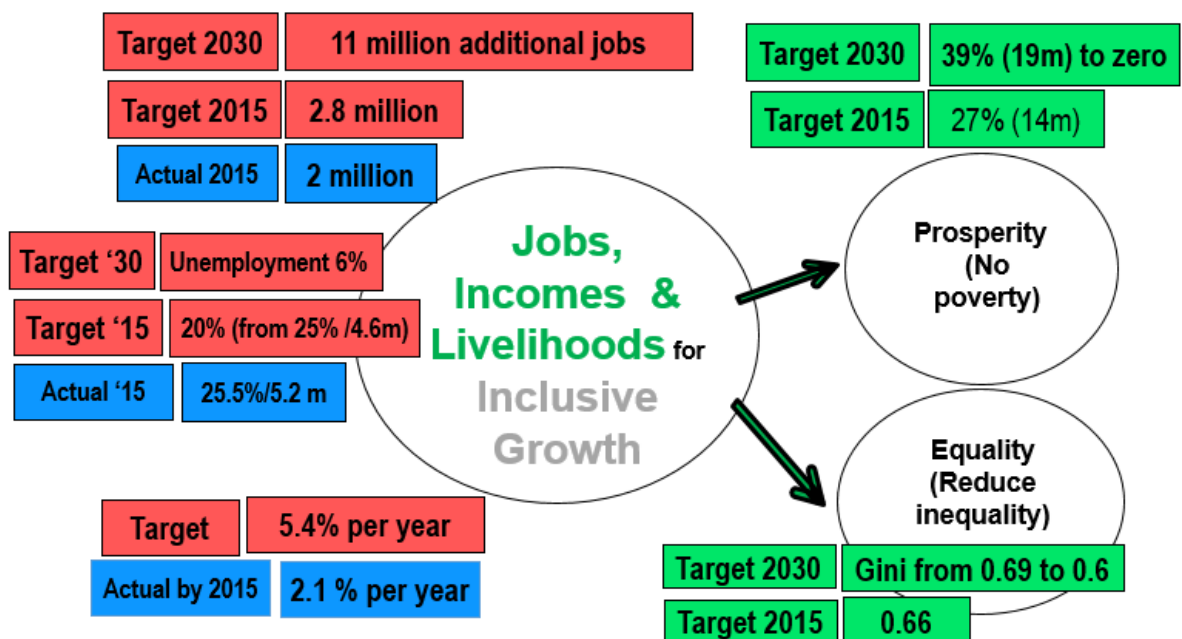 Target 2030 11 million additional jobs
Target 2015 2.8 million
Actual 2015 2 million
Target ‘30 Unemployment 6%
Target ‘15 20% (from 25% /4.6m)
Actual ‘15 25.5%/5.2 m
Target 5.4% per year
Actual by 2015 2.1 % per year
Jobs,
Incomes &
Livelihoods for
Inclusive
Growth
Target 2030 39% (19m) to zero
Target 2015 27% (14m)
Prosperity
(No
poverty)
Equality
(Reduce
inequality)
Target 2030 Gini from 0.69 to 0.6
Target 2015 0.66